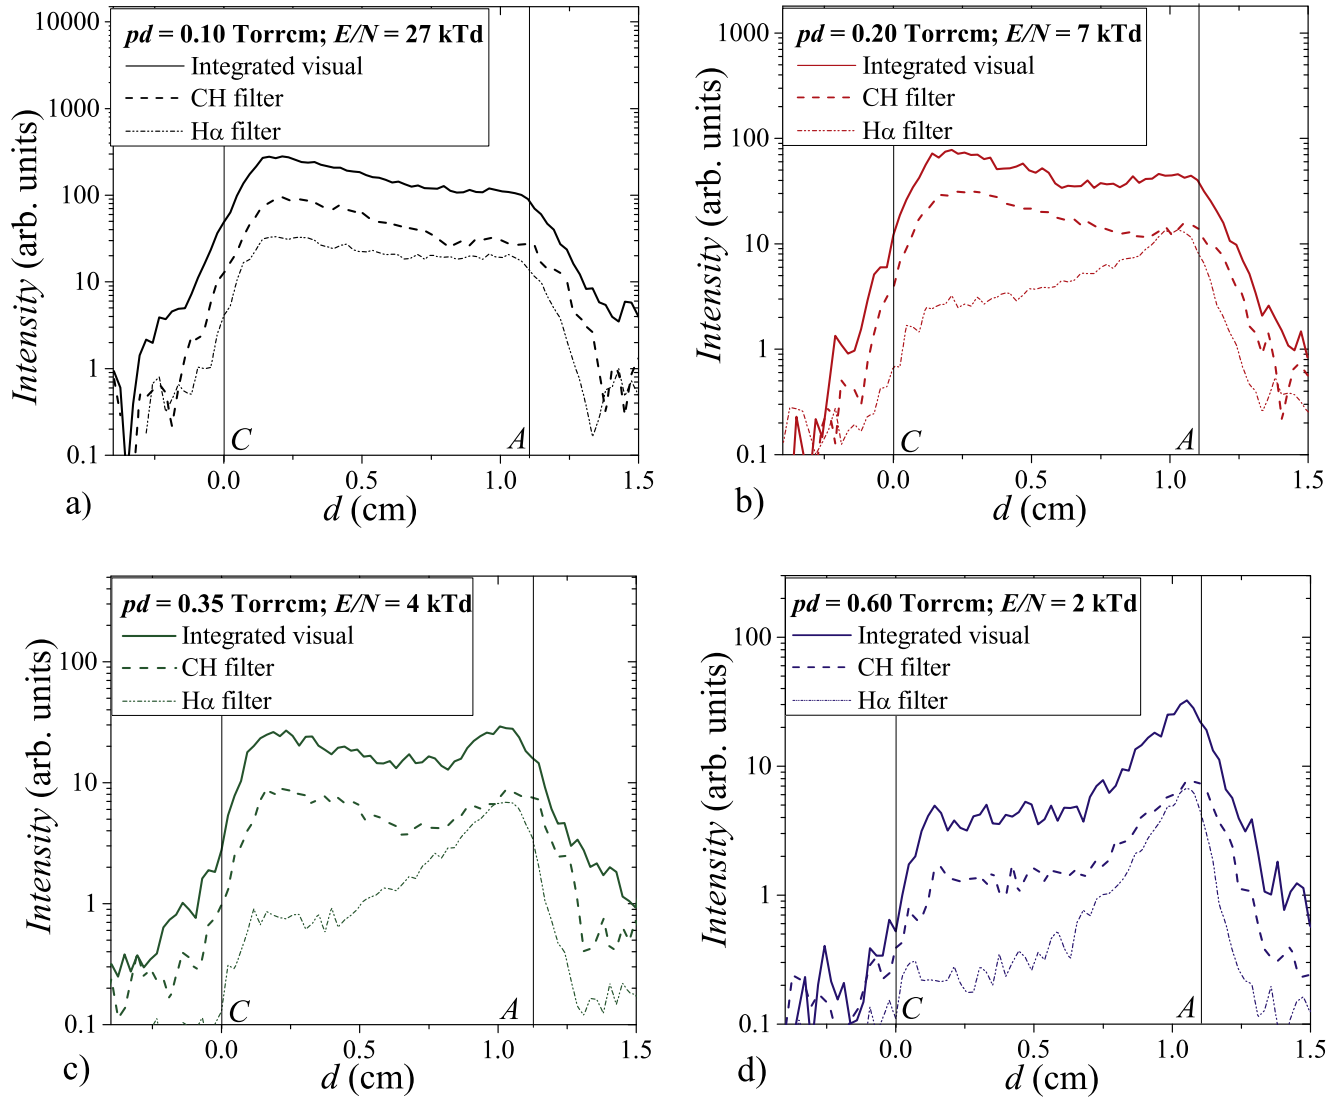 pd = 0.10 Torrcm; E/N = 27 kTd
Integrated visual
CH filter
Hα filter
10000
1000
100
10
1
0.1
Intensity (arb. units)
C
A
0.0
0.5
1.0
1.5
d (cm)
a)
pd = 0.20 Torrcm; E/N = 7 kTd
Integrated visual
CH filter
Hα filter
1000
100
10
1
0.1
Intensity (arb. units)
C
A
0.0
0.5
1.0
1.5
d (cm)
b)
pd = 0.35 Torrcm; E/N = 4 kTd
Integrated visual
CH filter
Hα filter
100
10
1
0.1
Intensity (arb. units)
C
A
0.0
0.5
1.0
1.5
d (cm)
c)
pd = 0.60 Torrcm; E/N = 2 kTd
Integrated visual
CH filter
Hα filter
100
10
1
0.1
Intensity (arb. units)
C
A
0.0
0.5
1.0
1.5
d (cm)
d)